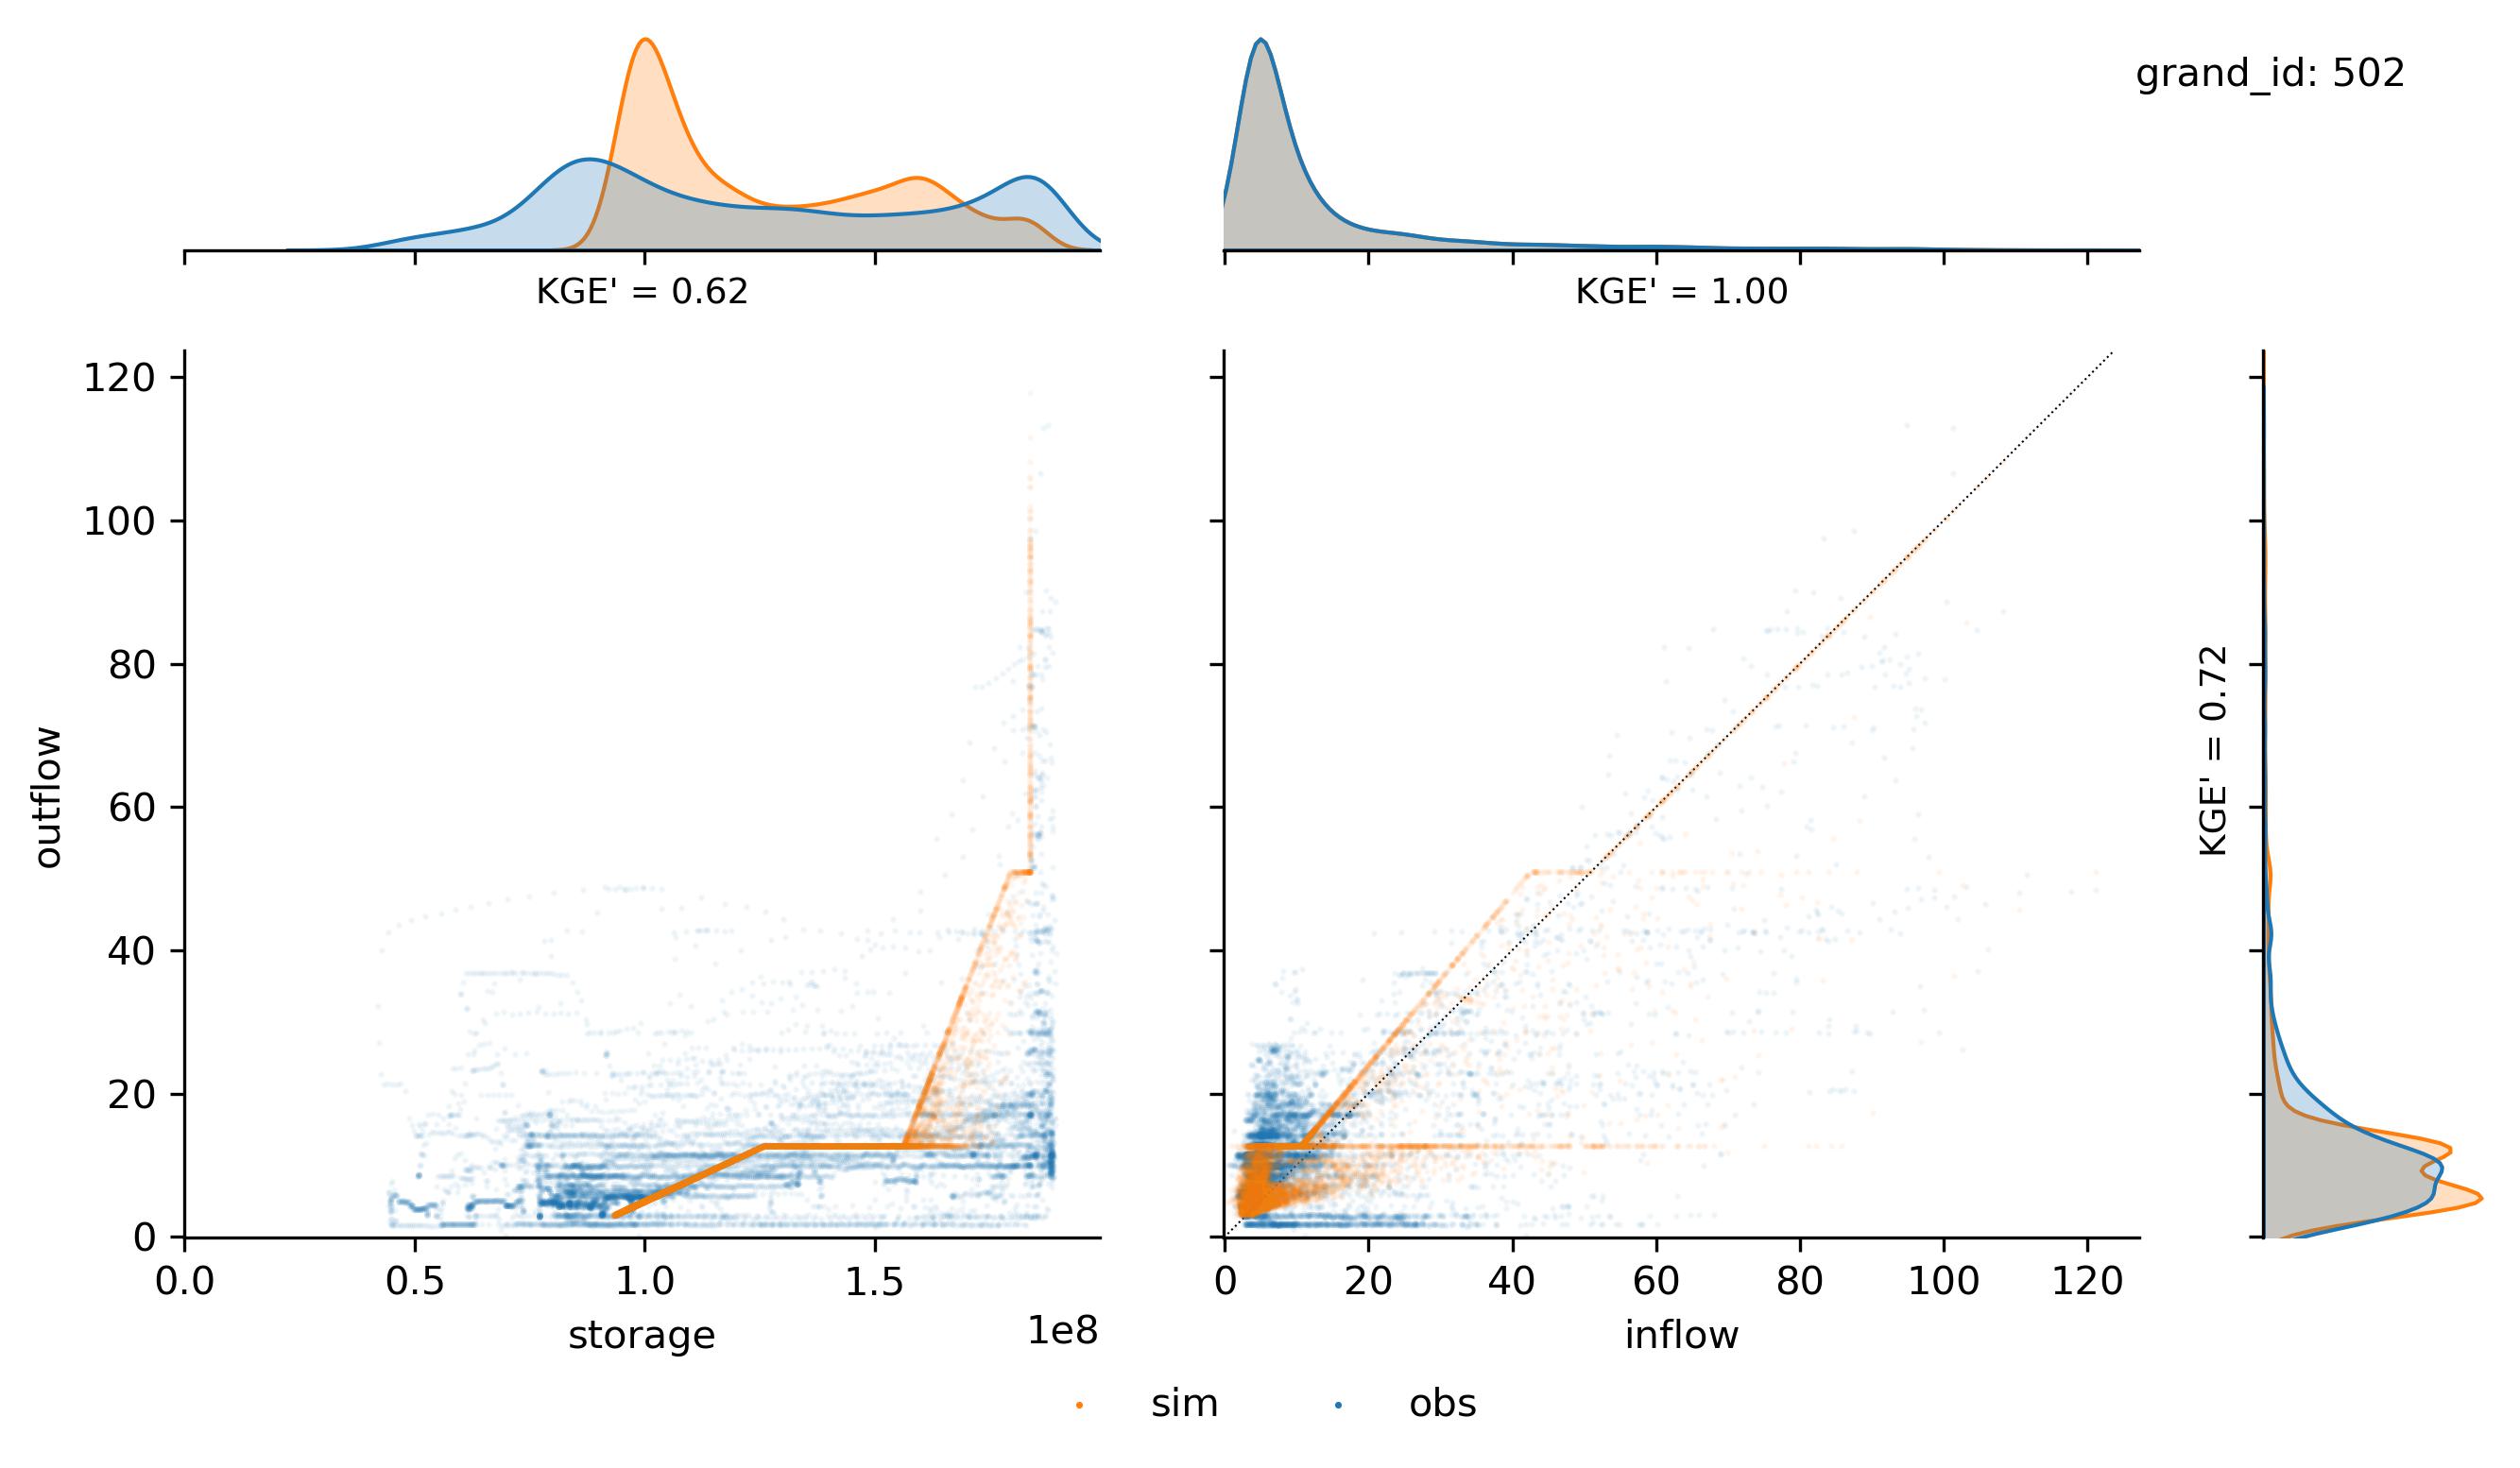 grand_id: 502
KGE' = 0.62
KGE' = 1.00
120
100
80
60
40
20
0
outflow
KGE' = 0.72
0.0 0.5 1.0 1.5
storage
1e8
0 20 40 60 80 100 120
inflow
sim obs